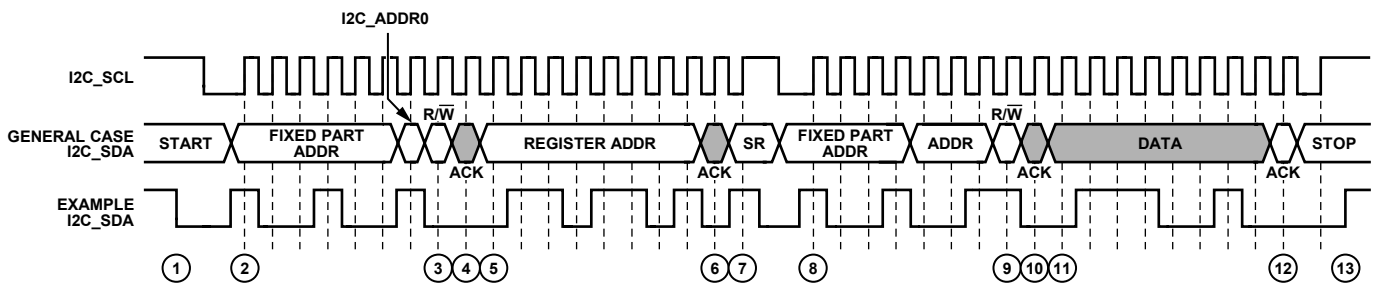 I2C_ADDR0
I2C_SCL
R/W̅ R/W̅
GENERAL CASE
I2C_SDA
START FIXED PART
ADDR REGISTER ADDR SR FIXED PART
ADDR ADDR DATA STOP
ACK ACK ACK ACK
EXAMPLE
I2C_SDA
1 2 3 4 5 6 7 8 9 10 11 12 13